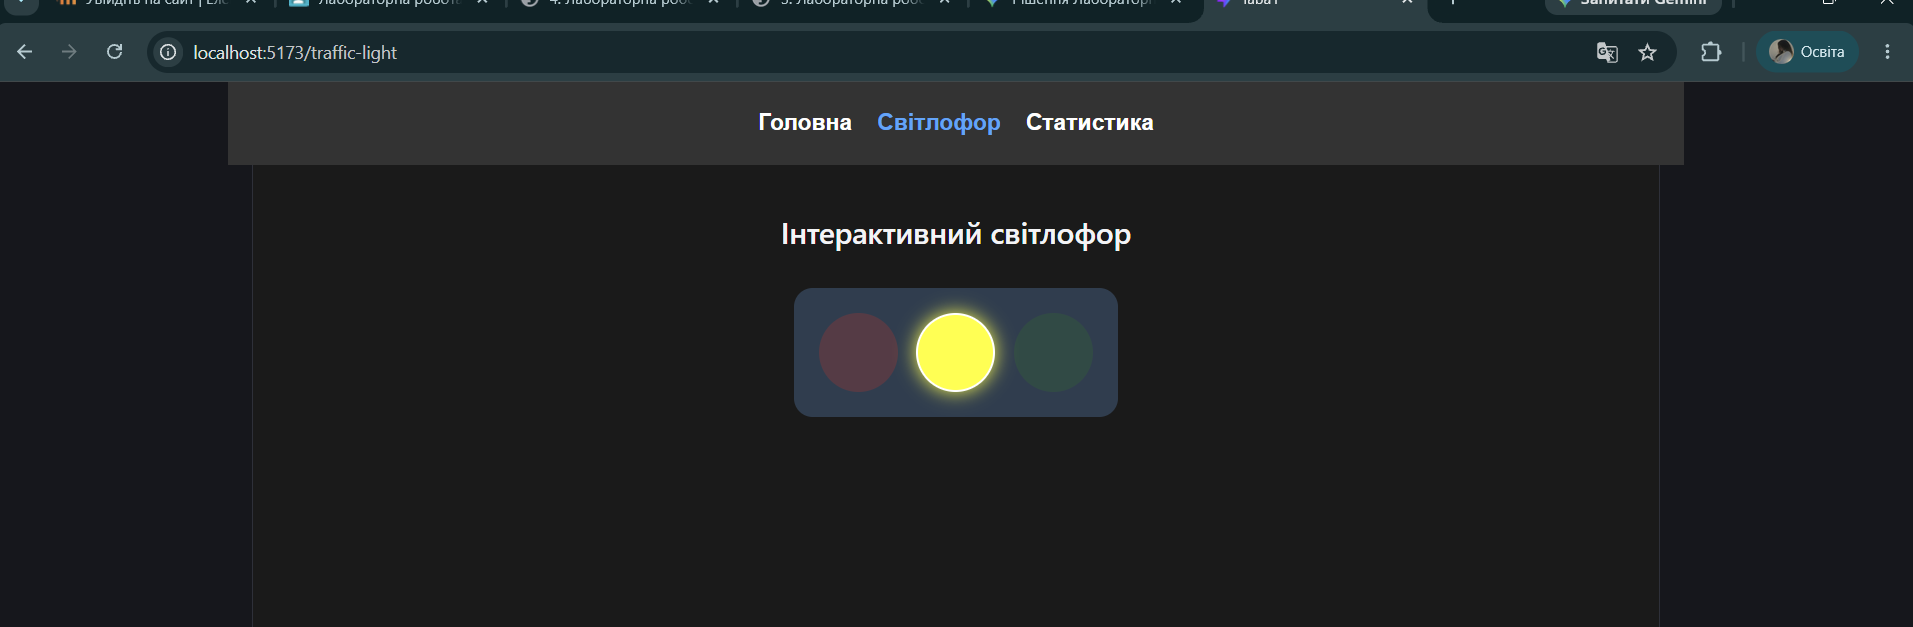 localhost:5173/traffic-light
Освіта
Головна Світлофор Статистика
Інтерактивний світлофор